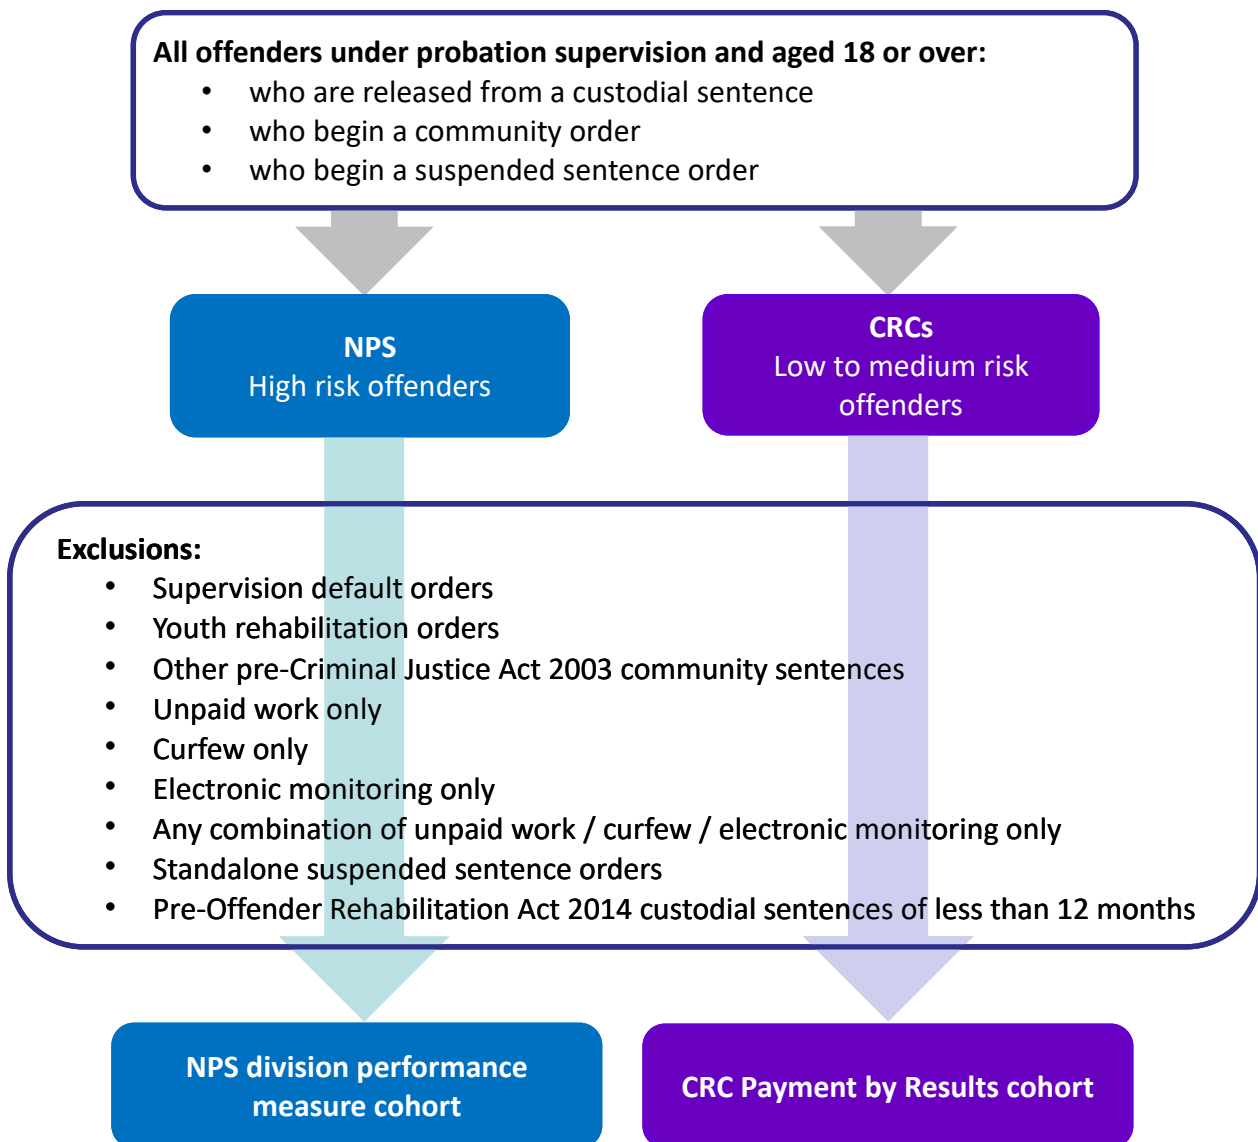 All offenders under probation supervision and aged 18 or over:
• who are released from a custodial sentence
• who begin a community order
• who begin a suspended sentence order
NPS
High risk offenders
CRCs
Low to medium risk
offenders
Exclusions:
• Supervision default orders
• Youth rehabilitation orders
• Other pre-Criminal Justice Act 2003 community sentences
• Unpaid work only
• Curfew only
• Electronic monitoring only
• Any combination of unpaid work / curfew / electronic monitoring only
• Standalone suspended sentence orders
• Pre-Offender Rehabilitation Act 2014 custodial sentences of less than 12 months
NPS division performance
measure cohort
CRC Payment by Results cohort